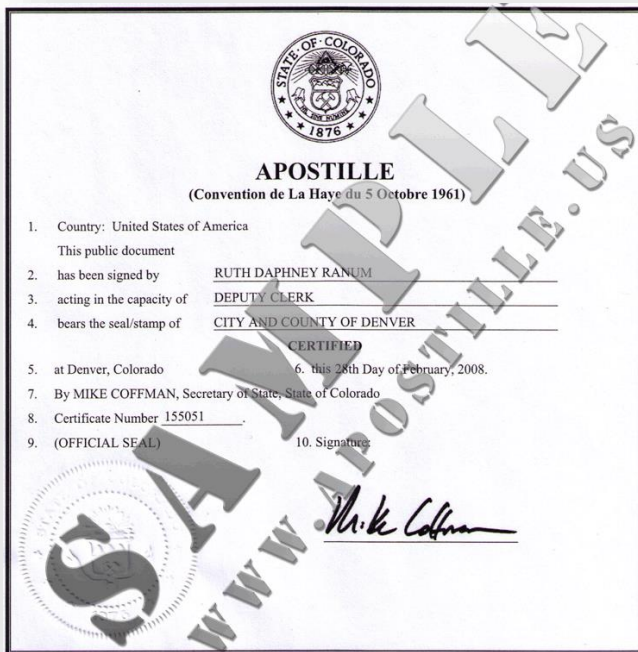 STATE·OF·COLORADO
NIL SINE NUMINE
★ ★ ★ 1876 ★ ★ ★
APOSTILLE
(Convention de La Haye du 5 Octobre 1961)
1. Country: United States of America
This public document
2. has been signed by RUTH DAPHNEY RANUM
3. acting in the capacity of DEPUTY CLERK
4. bears the seal/stamp of CITY AND COUNTY OF DENVER
CERTIFIED
5. at Denver, Colorado 6. this 28th Day of February, 2008.
7. By MIKE COFFMAN, Secretary of State, State of Colorado
8. Certificate Number 155051.
9. (OFFICIAL SEAL) 10. Signature:
Mike Coffman
SAMPLE
WWW.APOSTILLE.US